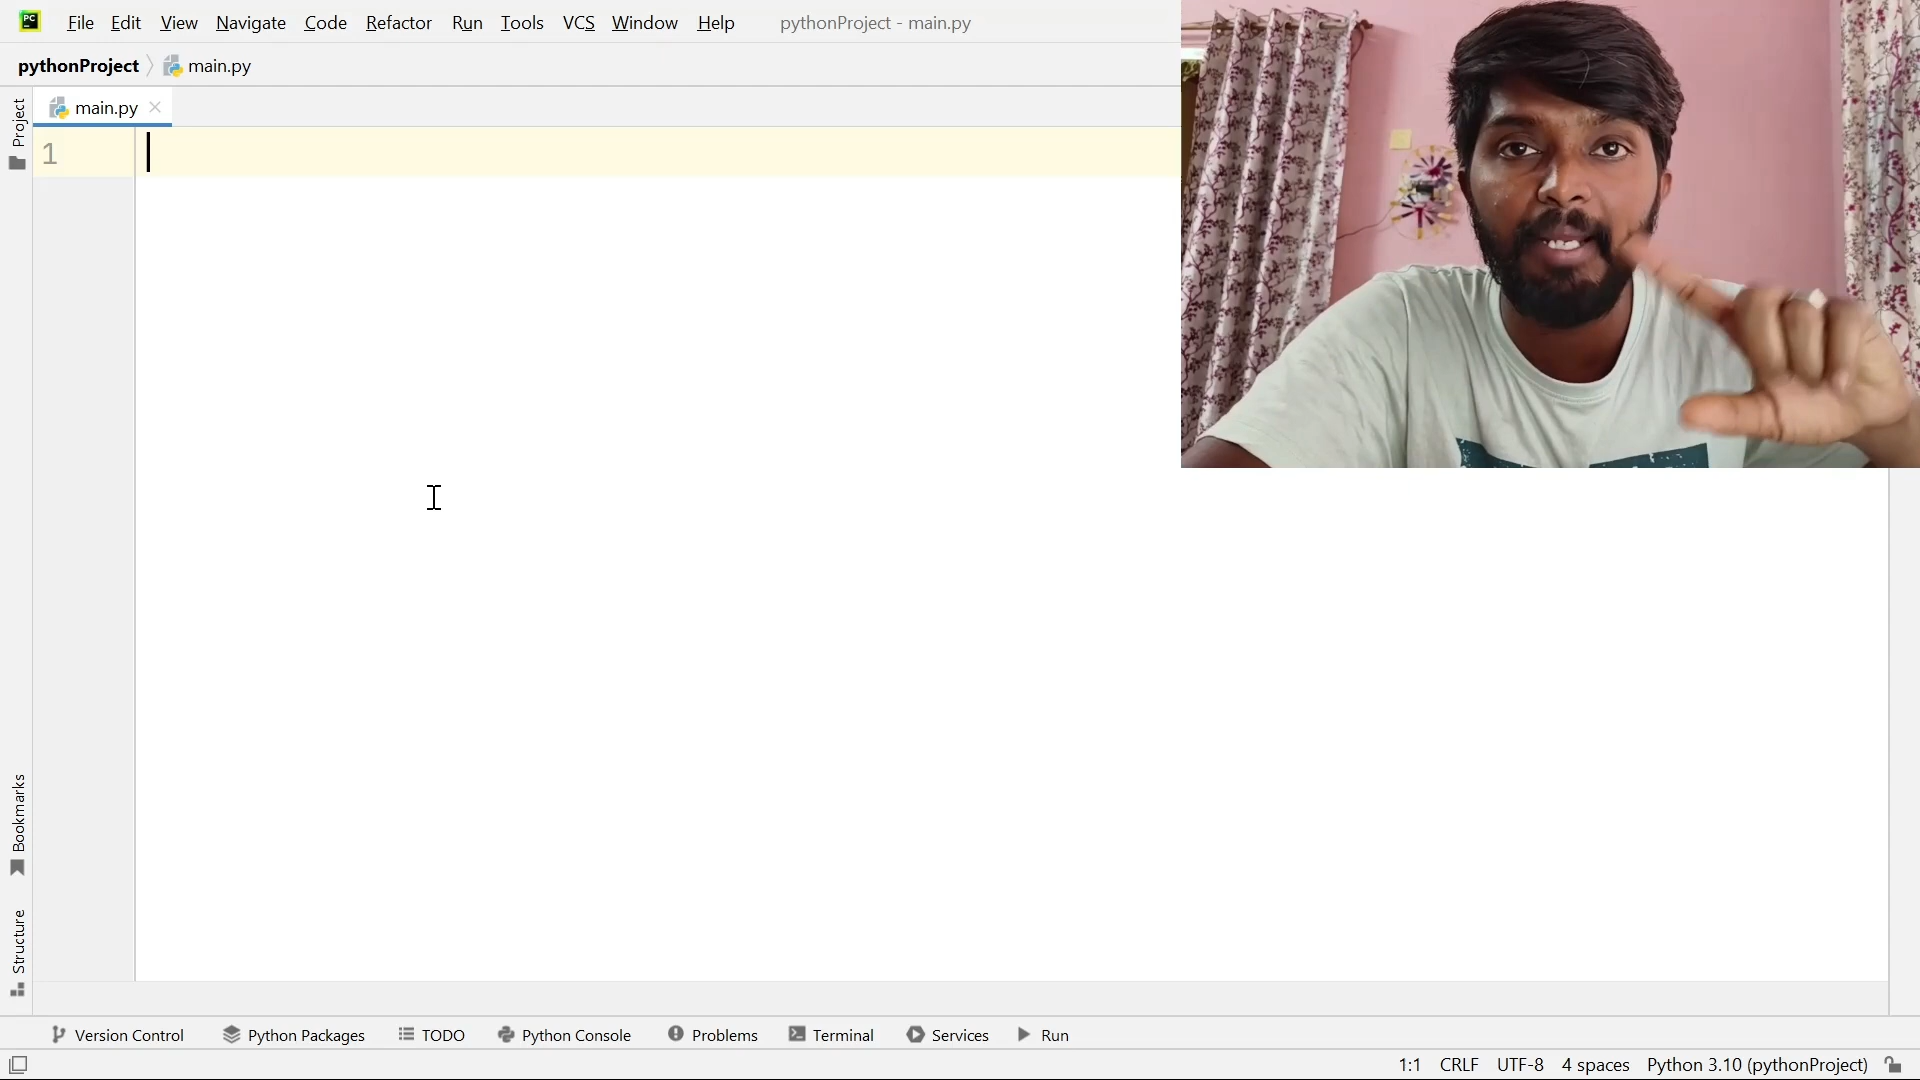 PC File Edit View Navigate Code Refactor Run Tools VCS Window Help pythonProject - main.py
pythonProject main.py
Project
main.py
1
Bookmarks
Structure
Version Control Python Packages TODO Python Console Problems Terminal Services Run
1:1 CRLF UTF-8 4 spaces Python 3.10 (pythonProject)